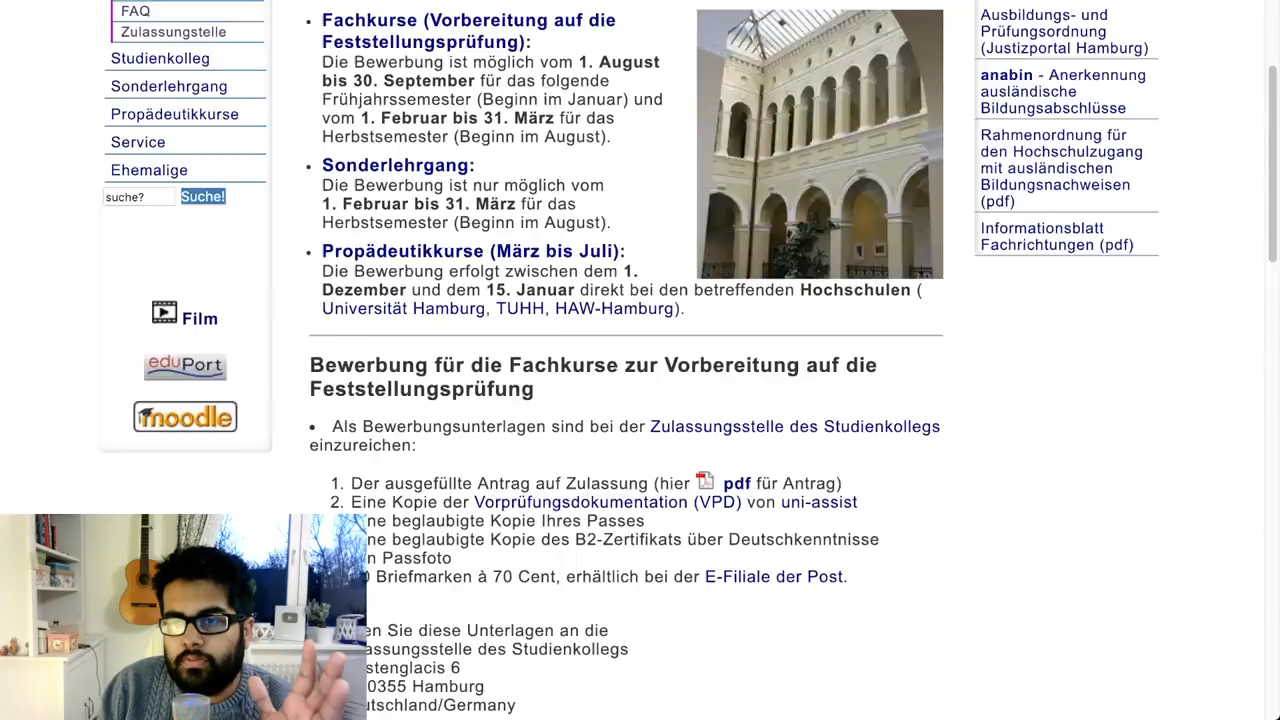 FAQ
Zulassungstelle
Studienkolleg
Sonderlehrgang
Propädeutikkurse
Service
Ehemalige
suche?
Suche!
Film
eduPort
moodle
Fachkurse (Vorbereitung auf die
Feststellungsprüfung):
Die Bewerbung ist möglich vom 1. August
bis 30. September für das folgende
Frühjahrssemester (Beginn im Januar) und
vom 1. Februar bis 31. März für das
Herbstsemester (Beginn im August).
Sonderlehrgang:
Die Bewerbung ist nur möglich vom
1. Februar bis 31. März für das
Herbstsemester (Beginn im August).
Propädeutikkurse (März bis Juli):
Die Bewerbung erfolgt zwischen dem 1.
Dezember und dem 15. Januar direkt bei den betreffenden Hochschulen (
Universität Hamburg, TUHH, HAW-Hamburg).
Bewerbung für die Fachkurse zur Vorbereitung auf die
Feststellungsprüfung
Als Bewerbungsunterlagen sind bei der Zulassungsstelle des Studienkollegs
einzureichen:
1. Der ausgefüllte Antrag auf Zulassung (hier pdf für Antrag)
2. Eine Kopie der Vorprüfungsdokumentation (VPD) von uni-assist
ne beglaubigte Kopie Ihres Passes
ne beglaubigte Kopie des B2-Zertifikats über Deutschkenntnisse
n Passfoto
Briefmarken à 70 Cent, erhältlich bei der E-Filiale der Post.
en Sie diese Unterlagen an die
assungsstelle des Studienkollegs
stenglacis 6
0355 Hamburg
utschland/Germany
Ausbildungs- und
Prüfungsordnung
(Justizportal Hamburg)
anabin - Anerkennung
ausländische
Bildungsabschlüsse
Rahmenordnung für
den Hochschulzugang
mit ausländischen
Bildungsnachweisen
(pdf)
Informationsblatt
Fachrichtungen (pdf)